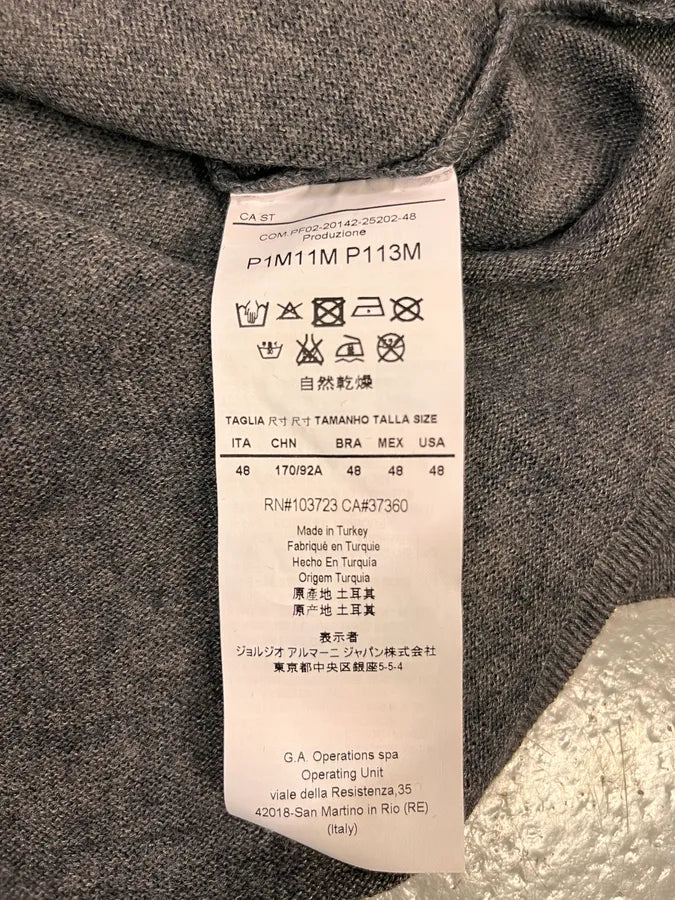 CA ST
COM.PF02-20142-25202-48
Produzione
P1M11M P113M
自然乾燥
TAGLIA 尺寸 尺寸 TAMANHO TALLA SIZE
ITA CHN BRA MEX USA
48 170/92A 48 48 48
RN#103723 CA#37360
Made in Turkey
Fabriqué en Turquie
Hecho En Turquía
Origem Turquia
原產地 土耳其
原产地 土耳其
表示者
ジョルジオ アルマーニ ジャパン株式会社
東京都中央区銀座5-5-4
G.A. Operations spa
Operating Unit
viale della Resistenza,35
42018-San Martino in Rio (RE)
(Italy)